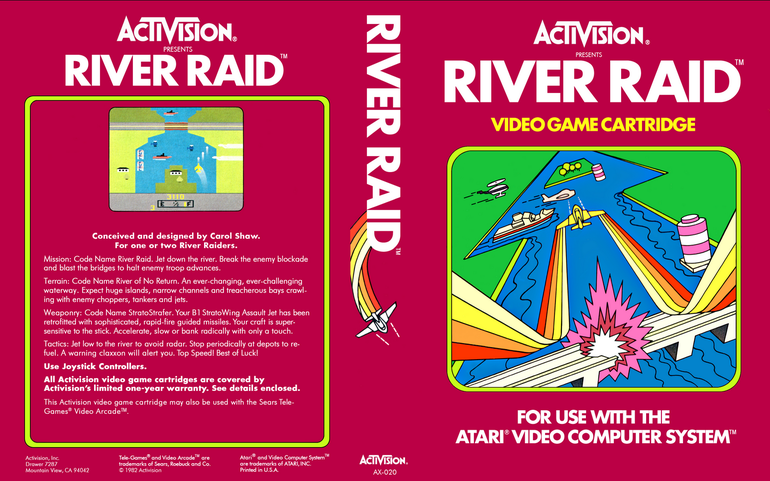 ACTIVISION®
PRESENTS
RIVER RAID™
3110
Conceived and designed by Carol Shaw.
For one or two River Raiders.
Mission: Code Name River Raid. Jet down the river. Break the enemy blockade
and blast the bridges to halt enemy troop advances.
Terrain: Code Name River of No Return. An ever-changing, ever-challenging
waterway. Expect huge islands, narrow channels and treacherous bays crawl-
ing with enemy choppers, tankers and jets.
Weaponry: Code Name StratoStrafer. Your B1 StratoWing Assault Jet has been
retrofitted with sophisticated, rapid-fire guided missiles. Your craft is super-
sensitive to the stick. Accelerate, slow or bank radically with only a touch.
Tactics: Jet low to the river to avoid radar. Stop periodically at depots to re-
fuel. A warning claxxon will alert you. Top Speed! Best of Luck!
Use Joystick Controllers.
All Activision video game cartridges are covered by
Activision's limited one-year warranty. See details enclosed.
This Activision video game cartridge may also be used with the Sears Tele-
Games® Video Arcade™.
Activision, Inc.
Drawer 7287
Mountain View, CA 94042
Tele-Games® and Video Arcade™ are
trademarks of Sears, Roebuck and Co.
© 1982 Activision
Atari® and Video Computer System™
are trademarks of ATARI, INC.
Printed in U.S.A.
RIVER RAID™
ACTIVISION®
AX-020
ACTIVISION®
PRESENTS
RIVER RAID™
VIDEO GAME CARTRIDGE
FOR USE WITH THE
ATARI® VIDEO COMPUTER SYSTEM™